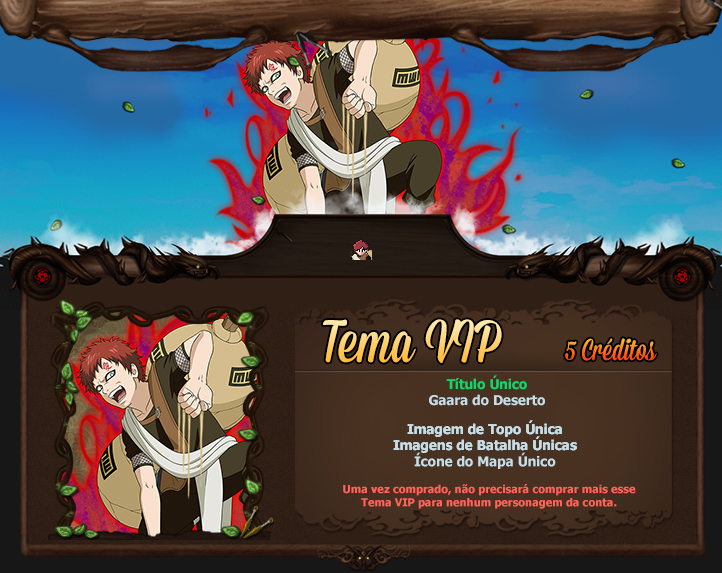 Tema VIP
5 Créditos
Título Único
Gaara do Deserto
Imagem de Topo Única
Imagens de Batalha Únicas
Ícone do Mapa Único
Uma vez comprado, não precisará comprar mais esse
Tema VIP para nenhum personagem da conta.